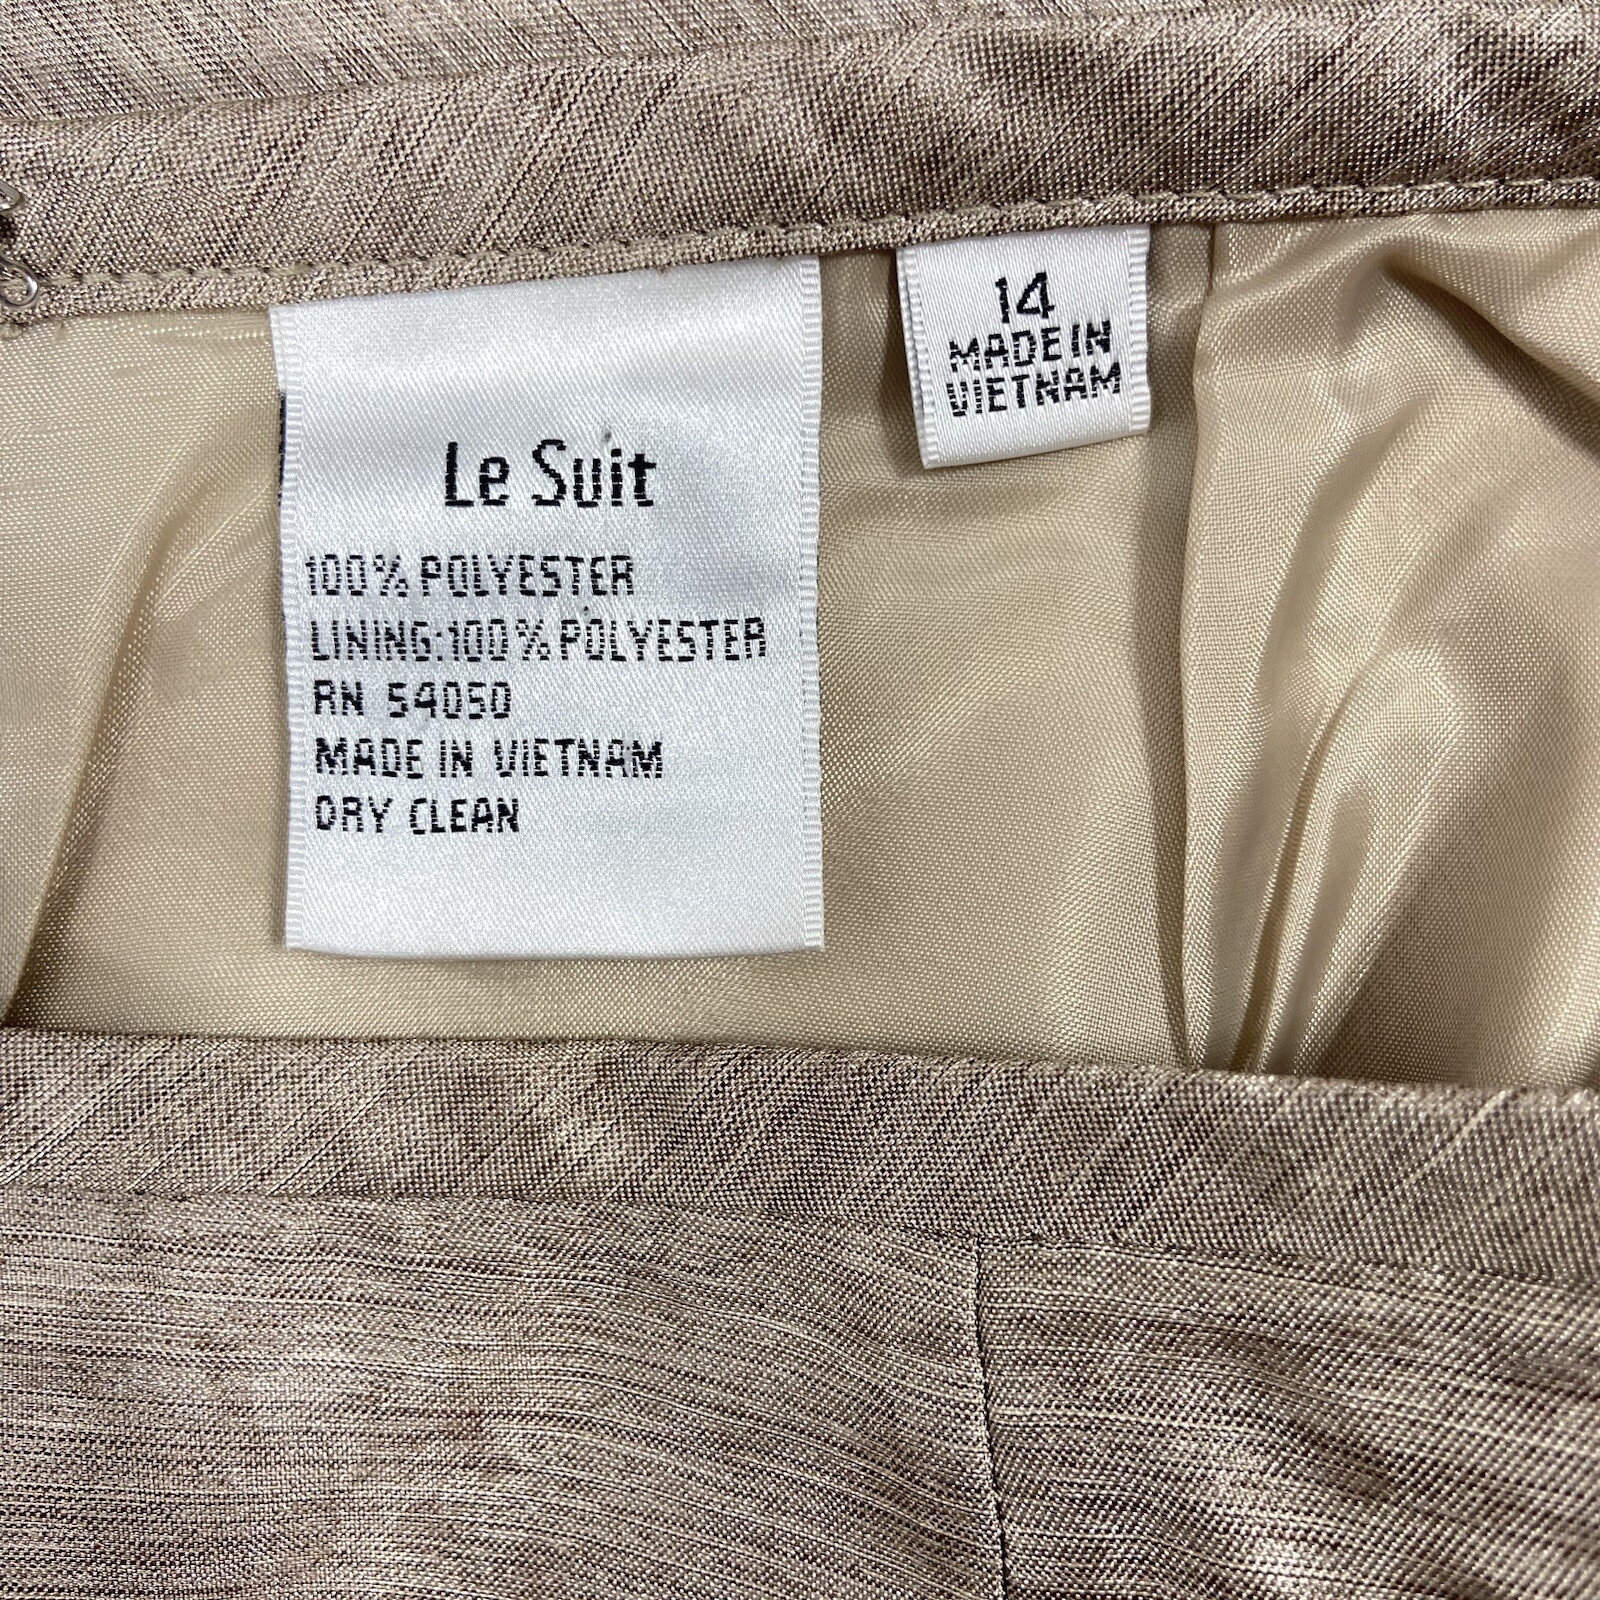 Le Suit
100% POLYESTER
LINING:100% POLYESTER
RN 54050
MADE IN VIETNAM
DRY CLEAN
14
MADE IN
VIETNAM